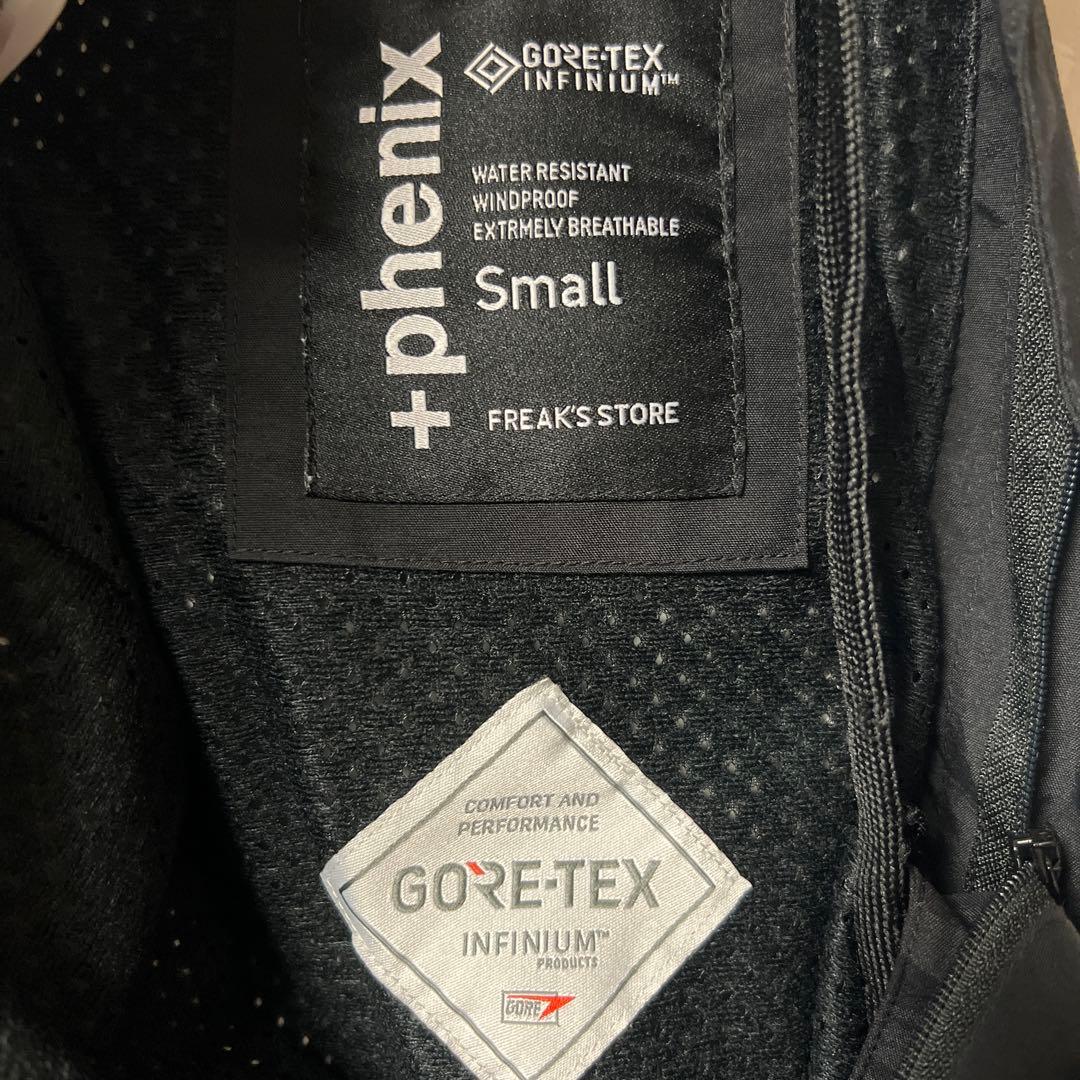 +phenix
GORE-TEX
INFINIUM™
WATER RESISTANT
WINDPROOF
EXTRMELY BREATHABLE
Small
FREAK'S STORE
COMFORT AND
PERFORMANCE
GORE-TEX
INFINIUM™
PRODUCTS
GORE